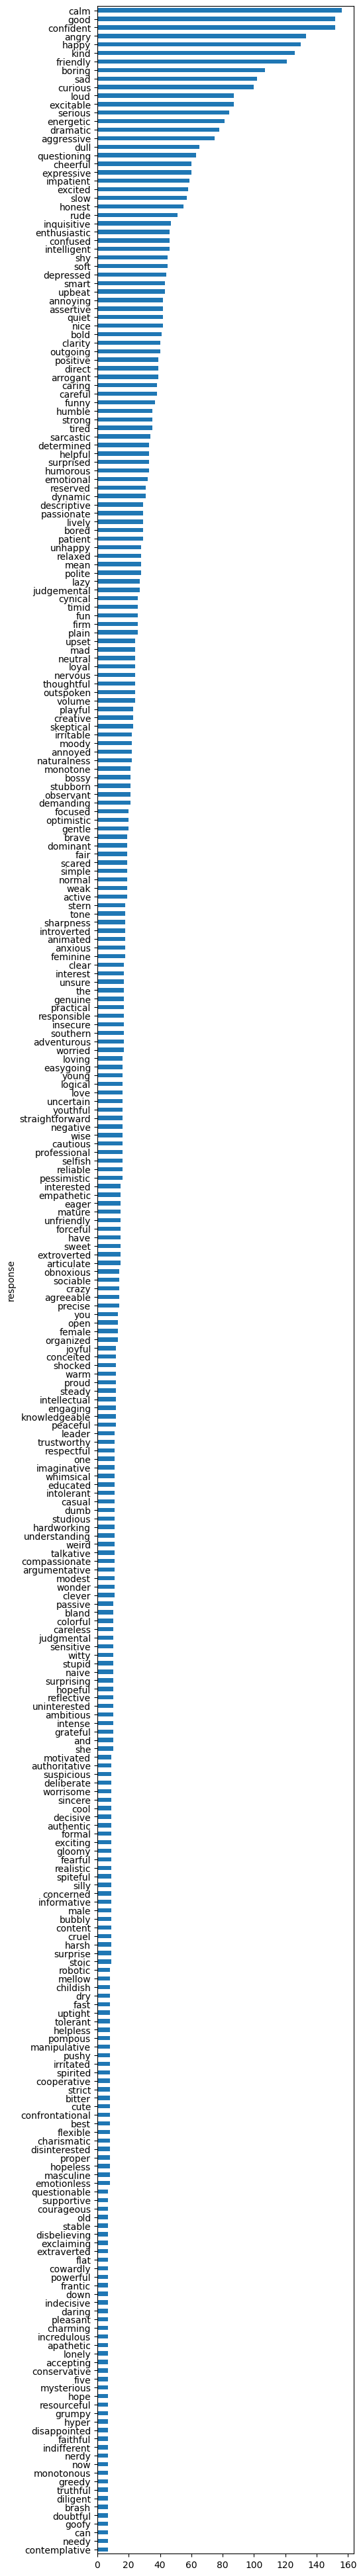 calm
good
confident
angry
happy
kind
friendly
boring
sad
curious
loud
excitable
serious
energetic
dramatic
aggressive
dull
questioning
cheerful
expressive
impatient
excited
slow
honest
rude
inquisitive
enthusiastic
confused
intelligent
shy
soft
depressed
smart
upbeat
annoying
assertive
quiet
nice
bold
clarity
outgoing
positive
direct
arrogant
caring
careful
funny
humble
strong
tired
sarcastic
determined
helpful
surprised
humorous
emotional
reserved
dynamic
descriptive
passionate
lively
bored
patient
unhappy
relaxed
mean
polite
lazy
judgemental
cynical
timid
fun
firm
plain
upset
mad
neutral
loyal
nervous
thoughtful
outspoken
volume
playful
creative
skeptical
irritable
moody
annoyed
naturalness
monotone
bossy
stubborn
observant
demanding
focused
optimistic
gentle
brave
dominant
fair
scared
simple
normal
weak
active
stern
tone
sharpness
introverted
animated
anxious
feminine
clear
interest
unsure
the
genuine
practical
responsible
insecure
southern
adventurous
worried
loving
easygoing
young
logical
love
uncertain
youthful
straightforward
negative
wise
cautious
professional
selfish
reliable
pessimistic
interested
empathetic
eager
mature
unfriendly
forceful
have
sweet
extroverted
articulate
obnoxious
sociable
crazy
agreeable
precise
you
open
female
organized
joyful
conceited
shocked
warm
proud
steady
intellectual
engaging
knowledgeable
peaceful
leader
trustworthy
respectful
one
imaginative
whimsical
educated
intolerant
casual
dumb
studious
hardworking
understanding
weird
talkative
compassionate
argumentative
modest
wonder
clever
passive
bland
colorful
careless
judgmental
sensitive
witty
stupid
naive
surprising
hopeful
reflective
uninterested
ambitious
intense
grateful
and
she
motivated
authoritative
suspicious
deliberate
worrisome
sincere
cool
decisive
authentic
formal
exciting
gloomy
fearful
realistic
spiteful
silly
concerned
informative
male
bubbly
content
cruel
harsh
surprise
stoic
robotic
mellow
childish
dry
fast
uptight
tolerant
helpless
pompous
manipulative
pushy
irritated
spirited
cooperative
strict
bitter
cute
confrontational
best
flexible
charismatic
disinterested
proper
hopeless
masculine
emotionless
questionable
supportive
courageous
old
stable
disbelieving
exclaiming
extraverted
flat
cowardly
powerful
frantic
down
indecisive
daring
pleasant
charming
incredulous
apathetic
lonely
accepting
conservative
five
mysterious
hope
resourceful
grumpy
hyper
disappointed
faithful
indifferent
nerdy
now
monotonous
greedy
truthful
diligent
brash
doubtful
goofy
can
needy
contemplative
response
0 20 40 60 80 100 120 140 160